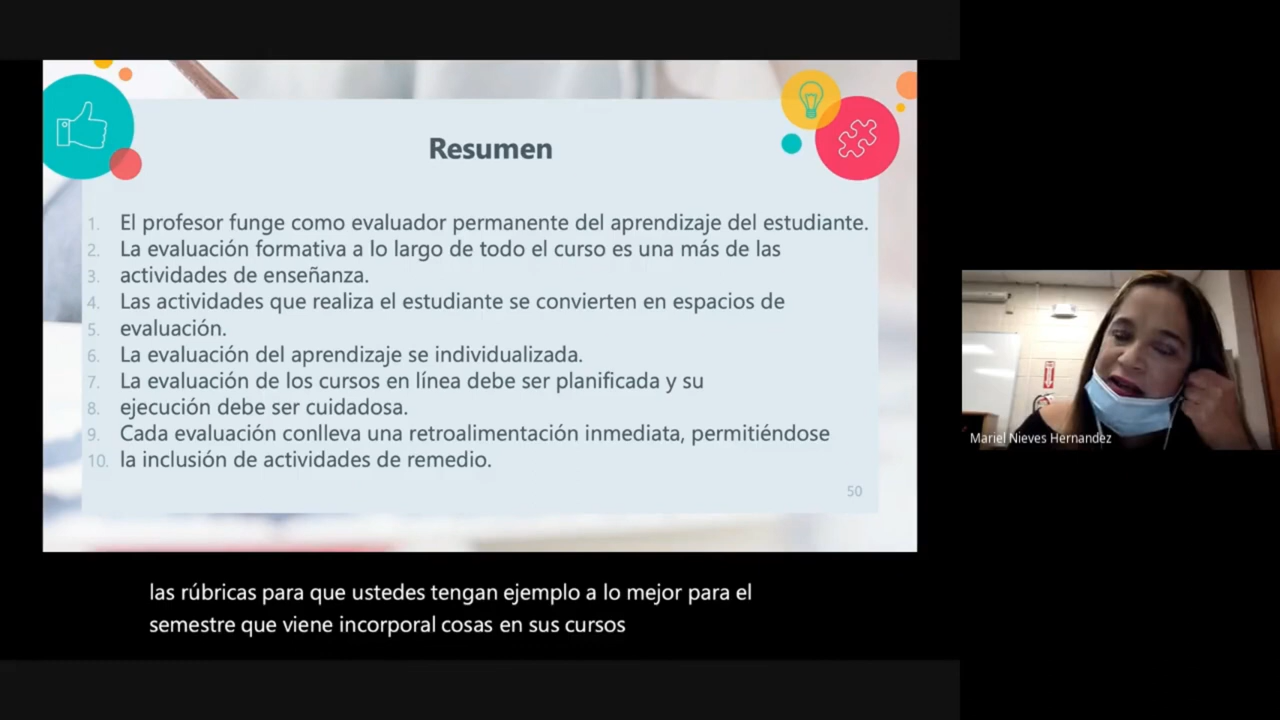 Resumen
1. El profesor funge como evaluador permanente del aprendizaje del estudiante.
2. La evaluación formativa a lo largo de todo el curso es una más de las
3. actividades de enseñanza.
4. Las actividades que realiza el estudiante se convierten en espacios de
5. evaluación.
6. La evaluación del aprendizaje se individualizada.
7. La evaluación de los cursos en línea debe ser planificada y su
8. ejecución debe ser cuidadosa.
9. Cada evaluación conlleva una retroalimentación inmediata, permitiéndose
10. la inclusión de actividades de remedio.
50
Mariel Nieves Hernandez
las rúbricas para que ustedes tengan ejemplo a lo mejor para el
semestre que viene incorporal cosas en sus cursos